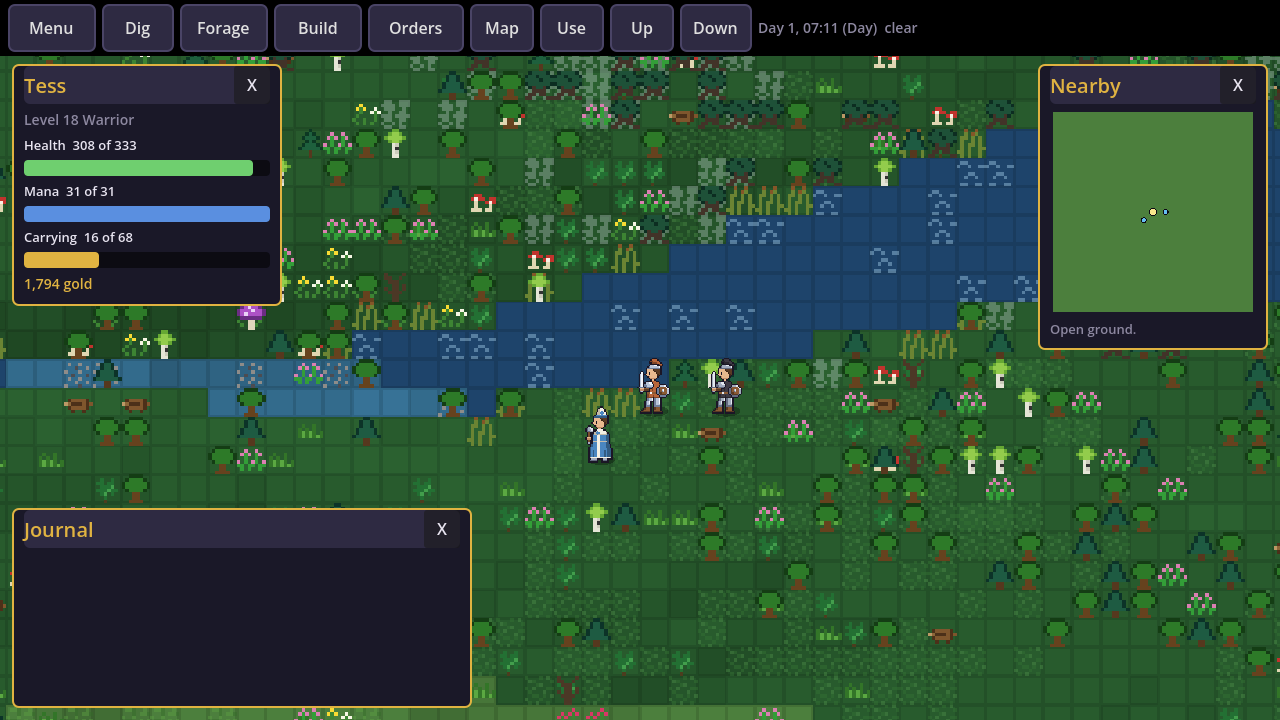 Menu Dig Forage Build Orders Map Use Up Down Day 1, 07:11 (Day) clear
Tess X
Level 18 Warrior
Health 308 of 333
Mana 31 of 31
Carrying 16 of 68
1,794 gold
Nearby X
Open ground.
Journal X